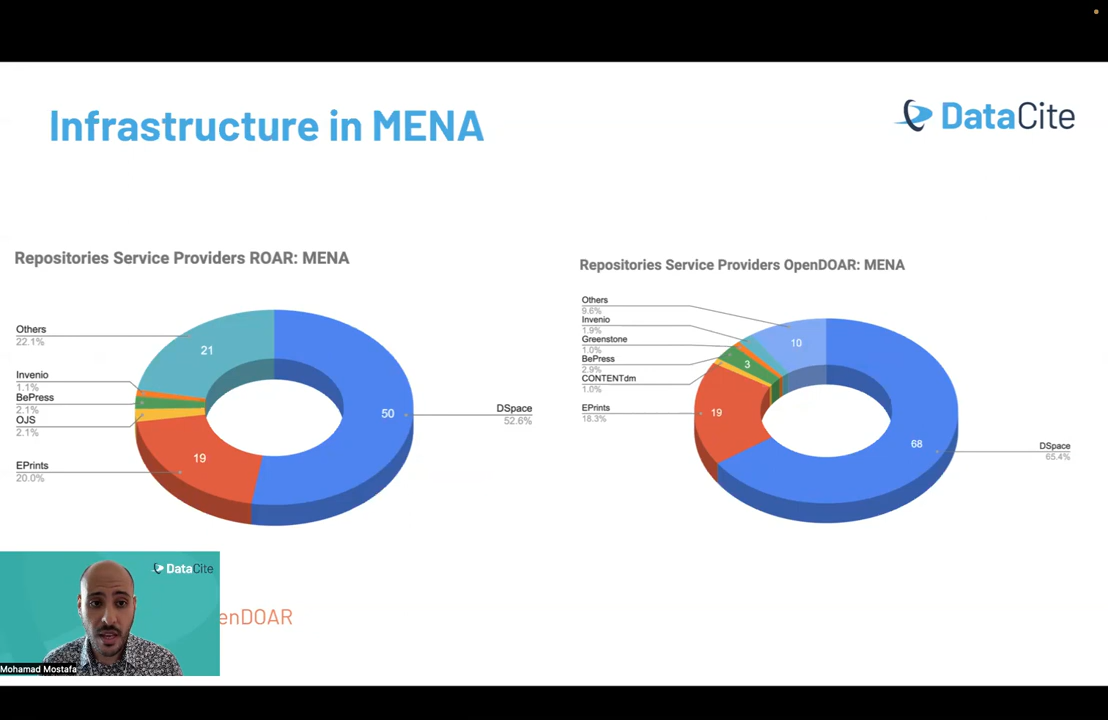 Infrastructure in MENA
DataCite
Repositories Service Providers ROAR: MENA
Others
22.1%
Invenio
1.1%
BePress
2.1%
OJS
2.1%
EPrints
20.0%
21
19
50
DSpace
52.6%
Repositories Service Providers OpenDOAR: MENA
Others
9.6%
Invenio
1.9%
Greenstone
1.0%
BePress
2.9%
CONTENTdm
1.0%
EPrints
18.3%
10
3
19
68
DSpace
65.4%
DataCite
enDOAR
Mohamad Mostafa